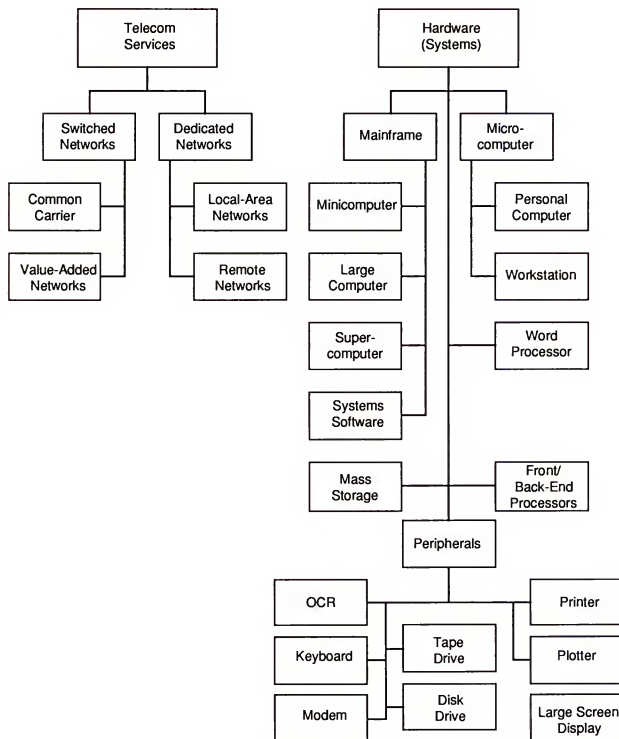 Telecom
Services
Switched
Networks
Dedicated
Networks
Common
Carrier
Local-Area
Networks
Value-Added
Networks
Remote
Networks
Hardware
(Systems)
Mainframe
Micro-
computer
Minicomputer
Personal
Computer
Large
Computer
Workstation
Super-
computer
Word
Processor
Systems
Software
Mass
Storage
Front/
Back-End
Processors
Peripherals
OCR
Printer
Keyboard
Tape
Drive
Plotter
Modem
Disk
Drive
Large Screen
Display